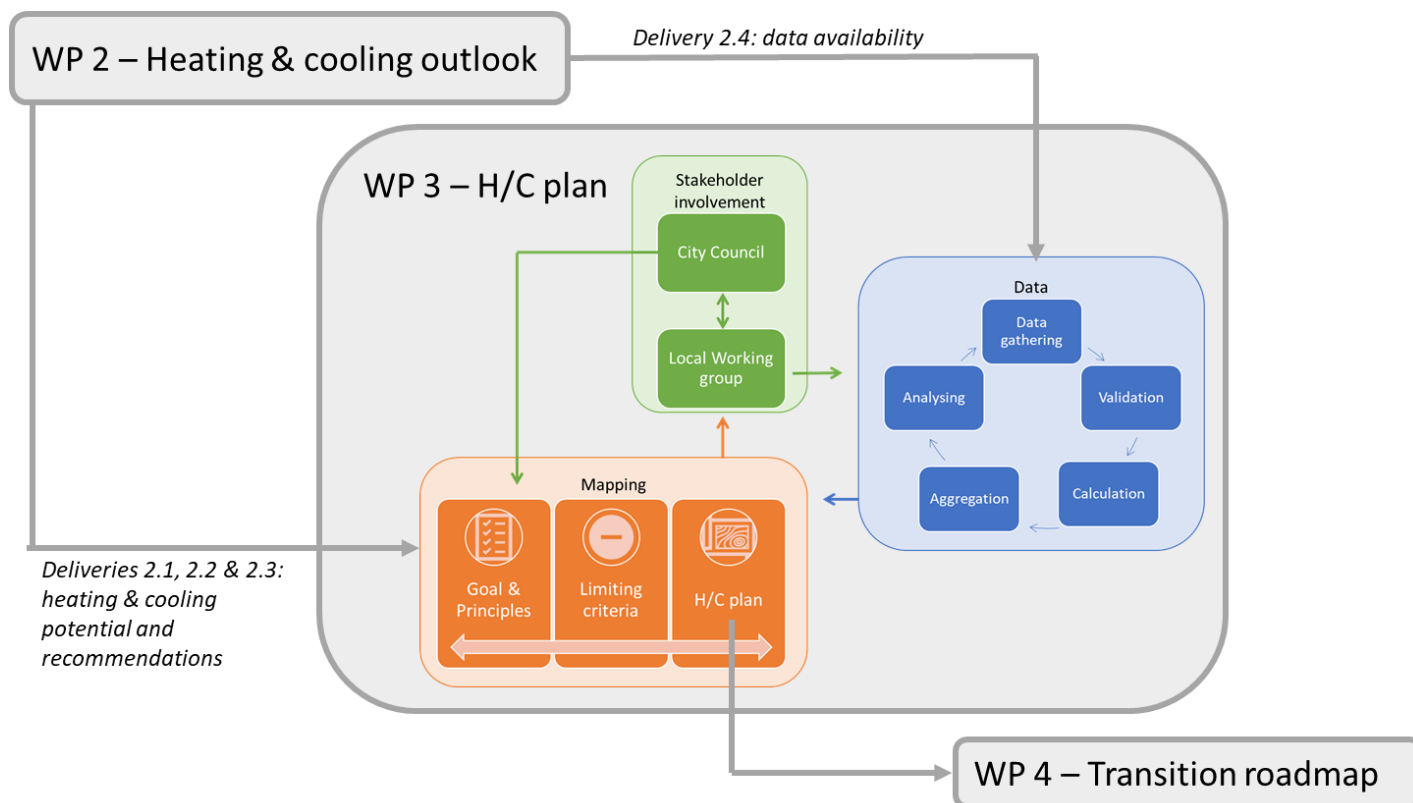 WP 2 – Heating & cooling outlook
Delivery 2.4: data availability
WP 3 – H/C plan
Stakeholder
involvement
City Council
Local Working
group
Data
Data
gathering
Validation
Calculation
Aggregation
Analysing
Mapping
Goal &
Principles
Limiting
criteria
H/C plan
Deliveries 2.1, 2.2 & 2.3:
heating & cooling
potential and
recommendations
WP 4 – Transition roadmap